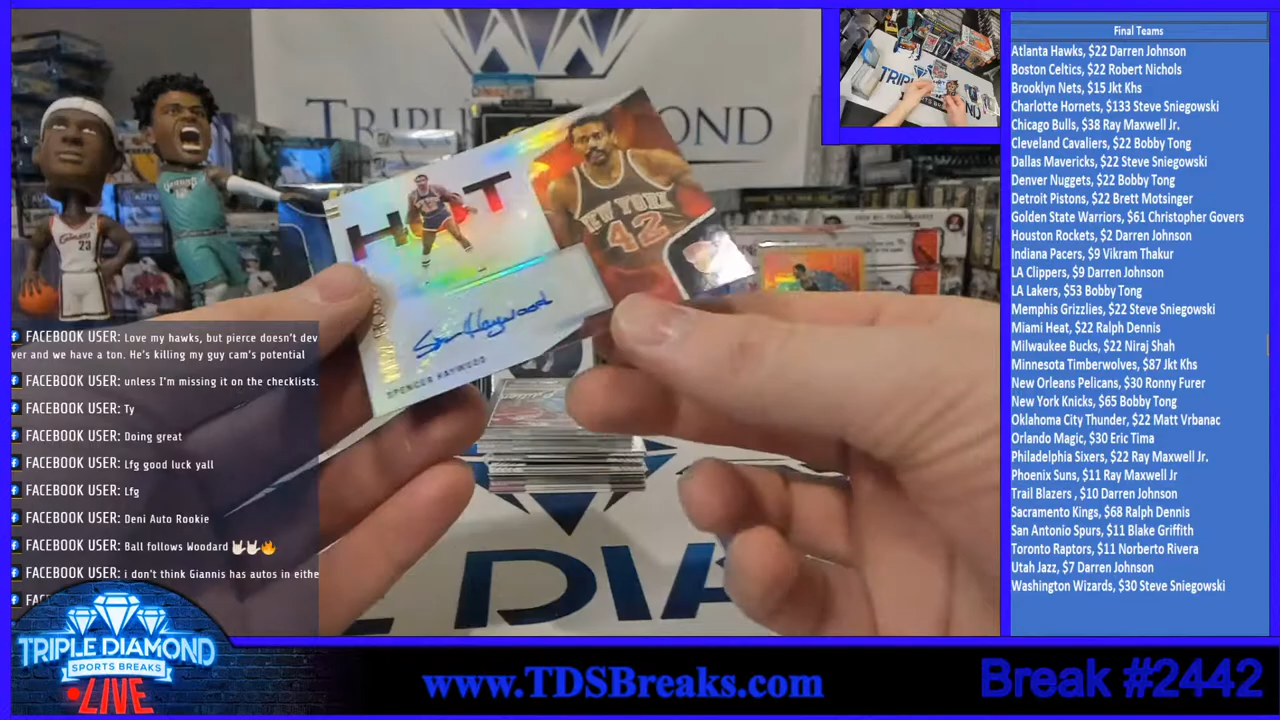 TRIPLE DIAMOND
HOT
NEW YORK
42
SPENCER HAYWOOD
23
FACEBOOK USER: Love my hawks, but pierce doesn't dev
ver and we have a ton. He's killing my guy cam's potential
FACEBOOK USER: unless I'm missing it on the checklists.
FACEBOOK USER: Ty
FACEBOOK USER: Doing great
FACEBOOK USER: Lfg good luck yall
FACEBOOK USER: Lfg
FACEBOOK USER: Deni Auto Rookie
FACEBOOK USER: Ball follows Woodard 🤘🤘🔥
FACEBOOK USER: i don't think Giannis has autos in eithe
TRIPLE DIAMOND
SPORTS BREAKS
LIVE
www.TDSBreaks.com
Break #2442
Final Teams
Atlanta Hawks, $22 Darren Johnson
Boston Celtics, $22 Robert Nichols
Brooklyn Nets, $15 Jkt Khs
Charlotte Hornets, $133 Steve Sniegowski
Chicago Bulls, $38 Ray Maxwell Jr.
Cleveland Cavaliers, $22 Bobby Tong
Dallas Mavericks, $22 Steve Sniegowski
Denver Nuggets, $22 Bobby Tong
Detroit Pistons, $22 Brett Motsinger
Golden State Warriors, $61 Christopher Govers
Houston Rockets, $2 Darren Johnson
Indiana Pacers, $9 Vikram Thakur
LA Clippers, $9 Darren Johnson
LA Lakers, $53 Bobby Tong
Memphis Grizzlies, $22 Steve Sniegowski
Miami Heat, $22 Ralph Dennis
Milwaukee Bucks, $22 Niraj Shah
Minnesota Timberwolves, $87 Jkt Khs
New Orleans Pelicans, $30 Ronny Furer
New York Knicks, $65 Bobby Tong
Oklahoma City Thunder, $22 Matt Vrbanac
Orlando Magic, $30 Eric Tima
Philadelphia Sixers, $22 Ray Maxwell Jr.
Phoenix Suns, $11 Ray Maxwell Jr
Trail Blazers , $10 Darren Johnson
Sacramento Kings, $68 Ralph Dennis
San Antonio Spurs, $11 Blake Griffith
Toronto Raptors, $11 Norberto Rivera
Utah Jazz, $7 Darren Johnson
Washington Wizards, $30 Steve Sniegowski